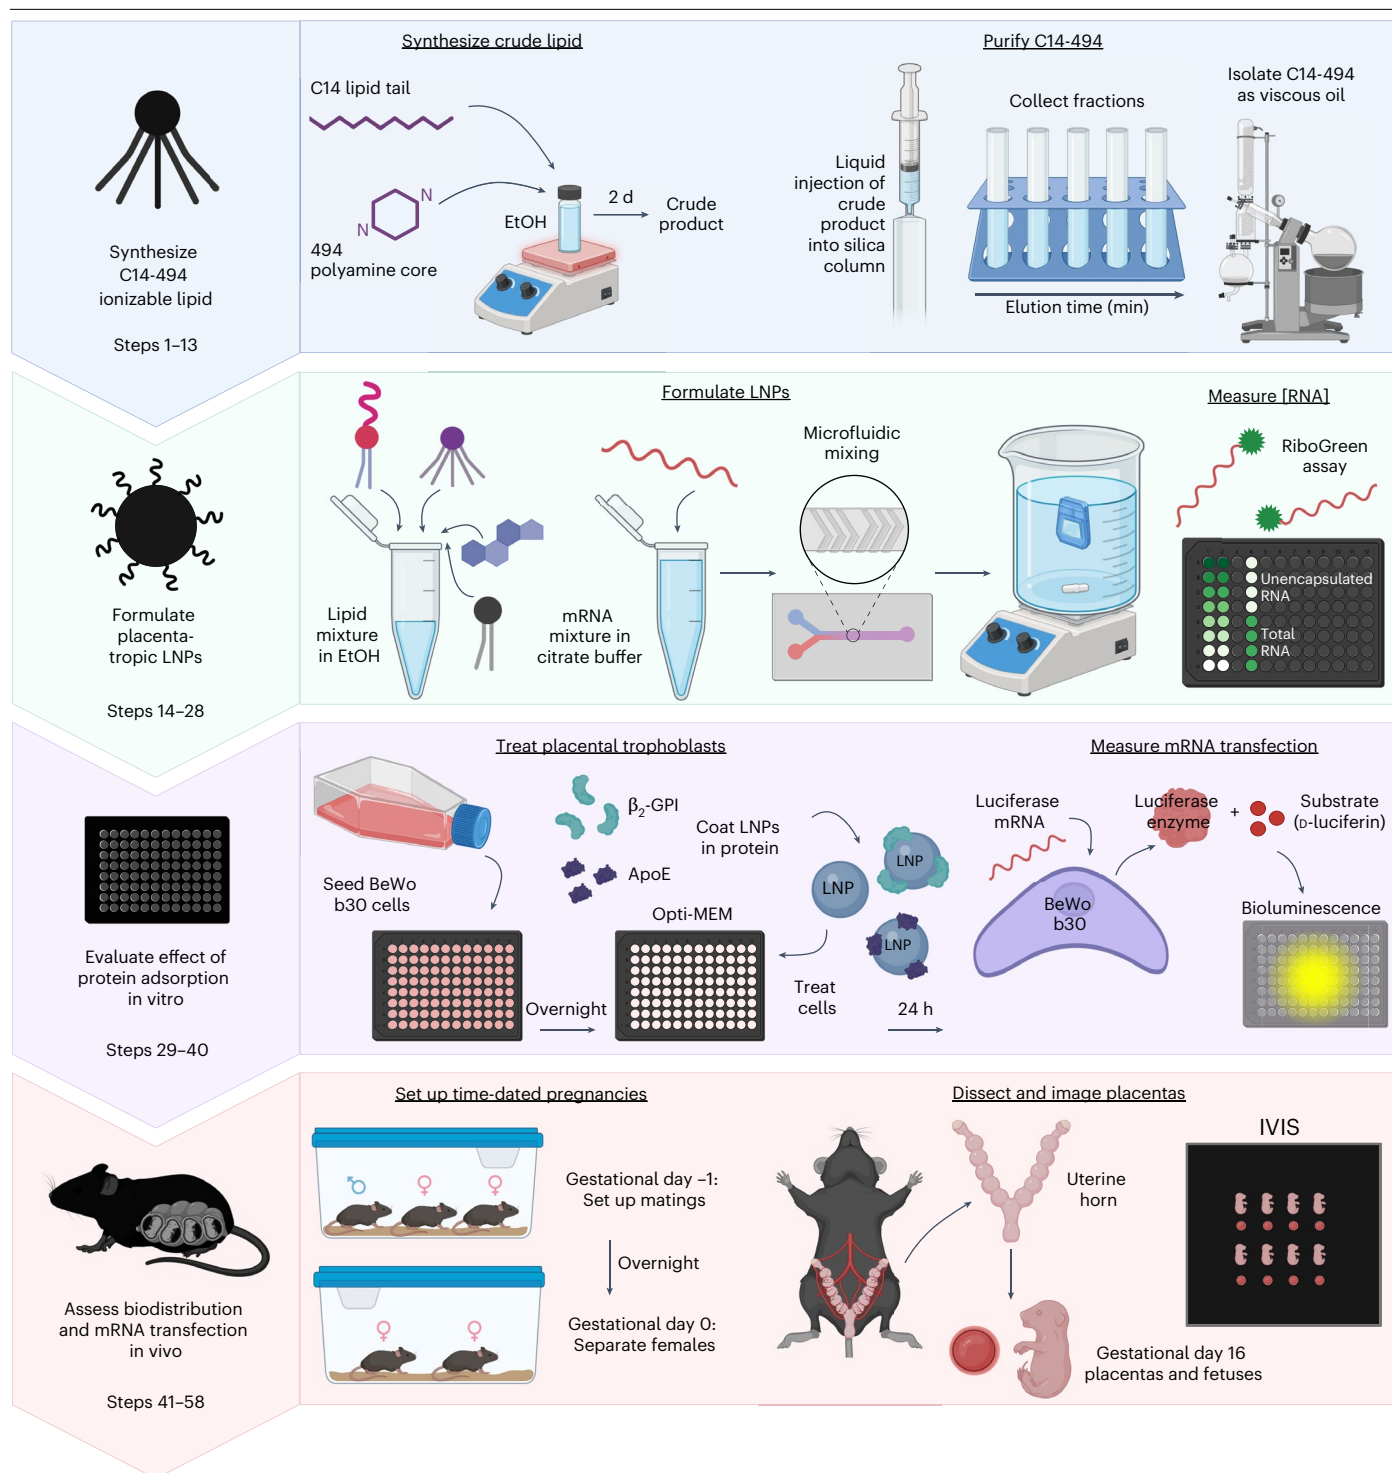 Synthesize
C14-494
ionizable lipid
Steps 1–13
Synthesize crude lipid
C14 lipid tail
N
N
494
polyamine core
EtOH
2 d
Crude
product
Purify C14-494
Liquid
injection of
crude
product
into silica
column
Collect fractions
Elution time (min)
Isolate C14-494
as viscous oil
Formulate
placenta-
tropic LNPs
Steps 14–28
Formulate LNPs
Lipid
mixture
in EtOH
mRNA
mixture in
citrate buffer
Microfluidic
mixing
Measure [RNA]
RiboGreen
assay
Unencapsulated
RNA
Total
RNA
Evaluate effect of
protein adsorption
in vitro
Steps 29–40
Treat placental trophoblasts
Seed BeWo
b30 cells
Overnight
β₂-GPI
ApoE
Opti-MEM
Coat LNPs
in protein
LNP
LNP
LNP
Treat
cells
24 h
Measure mRNA transfection
Luciferase
mRNA
BeWo
b30
Luciferase
enzyme
+
Substrate
(D-luciferin)
Bioluminescence
Assess biodistribution
and mRNA transfection
in vivo
Steps 41–58
Set up time-dated pregnancies
Gestational day –1:
Set up matings
Overnight
Gestational day 0:
Separate females
Dissect and image placentas
Uterine
horn
Gestational day 16
placentas and fetuses
IVIS